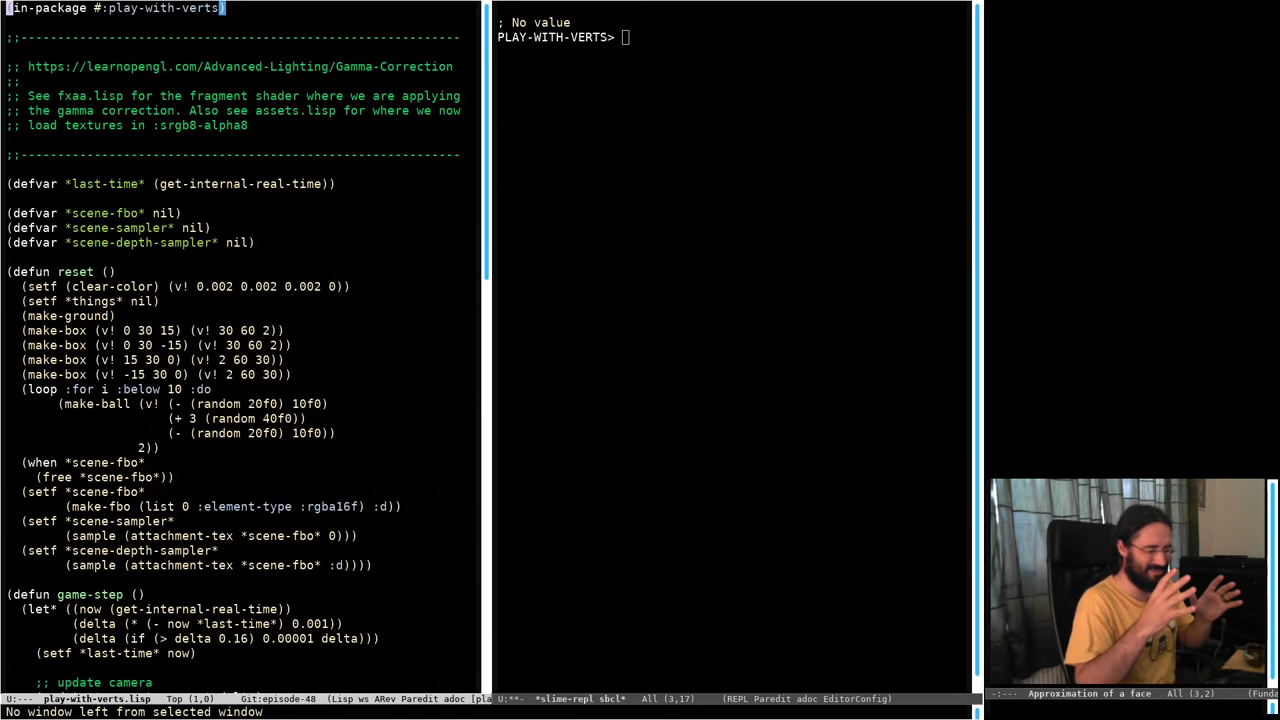 (in-package #:play-with-verts)
;;------------------------------------------------------------
;; https://learnopengl.com/Advanced-Lighting/Gamma-Correction
;;
;; See fxaa.lisp for the fragment shader where we are applying
;; the gamma correction. Also see assets.lisp for where we now
;; load textures in :srgb8-alpha8
;;------------------------------------------------------------
(defvar *last-time* (get-internal-real-time))
(defvar *scene-fbo* nil)
(defvar *scene-sampler* nil)
(defvar *scene-depth-sampler* nil)
(defun reset ()
(setf (clear-color) (v! 0.002 0.002 0.002 0))
(setf *things* nil)
(make-ground)
(make-box (v! 0 30 15) (v! 30 60 2))
(make-box (v! 0 30 -15) (v! 30 60 2))
(make-box (v! 15 30 0) (v! 2 60 30))
(make-box (v! -15 30 0) (v! 2 60 30))
(loop :for i :below 10 :do
(make-ball (v! (- (random 20f0) 10f0)
(+ 3 (random 40f0))
(- (random 20f0) 10f0))
2))
(when *scene-fbo*
(free *scene-fbo*))
(setf *scene-fbo*
(make-fbo (list 0 :element-type :rgba16f) :d))
(setf *scene-sampler*
(sample (attachment-tex *scene-fbo* 0)))
(setf *scene-depth-sampler*
(sample (attachment-tex *scene-fbo* :d))))
(defun game-step ()
(let* ((now (get-internal-real-time))
(delta (* (- now *last-time*) 0.001))
(delta (if (> delta 0.16) 0.00001 delta)))
(setf *last-time* now)
;; update camera
U:--- play-with-verts.lisp Top (1,0) Git:episode-48 (Lisp ws ARev Paredit adoc [pla
No window left from selected window
; No value
PLAY-WITH-VERTS>
U:**- *slime-repl sbcl* All (3,17) (REPL Paredit adoc EditorConfig)
-:--- Approximation of a face All (3,2) (Funda